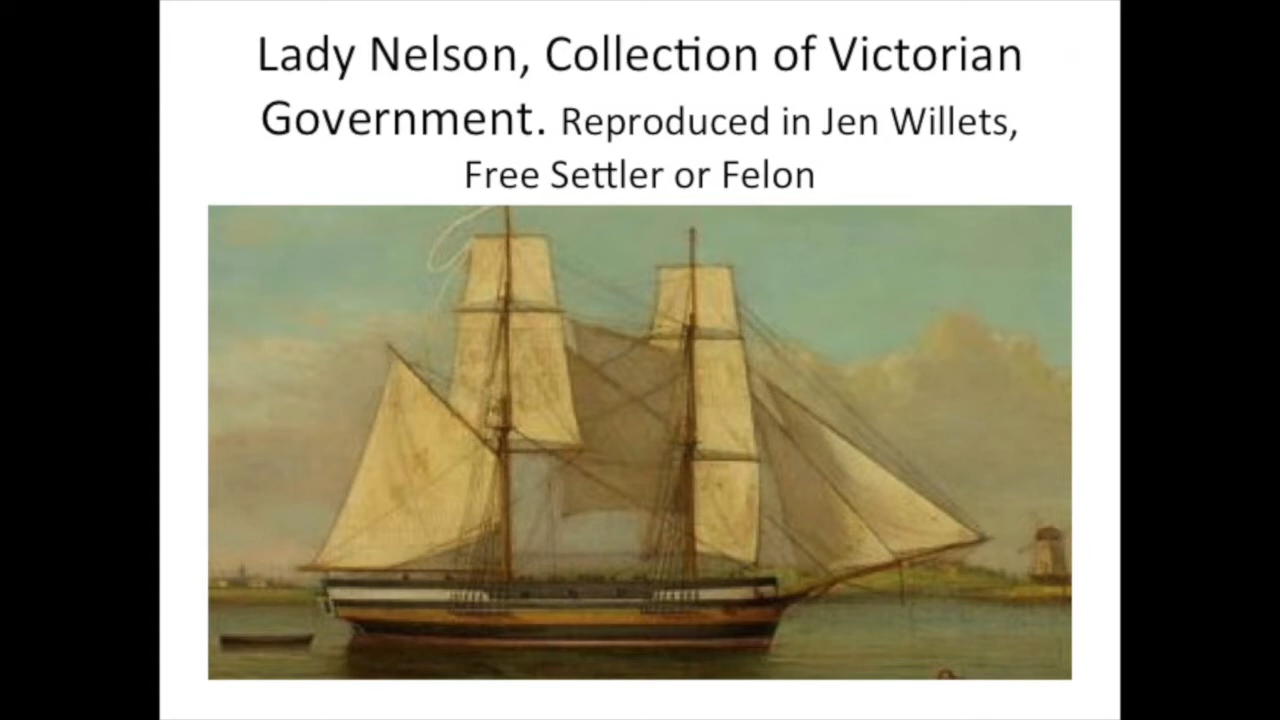 Lady Nelson, Collection of Victorian
Government. Reproduced in Jen Willets,
Free Settler or Felon